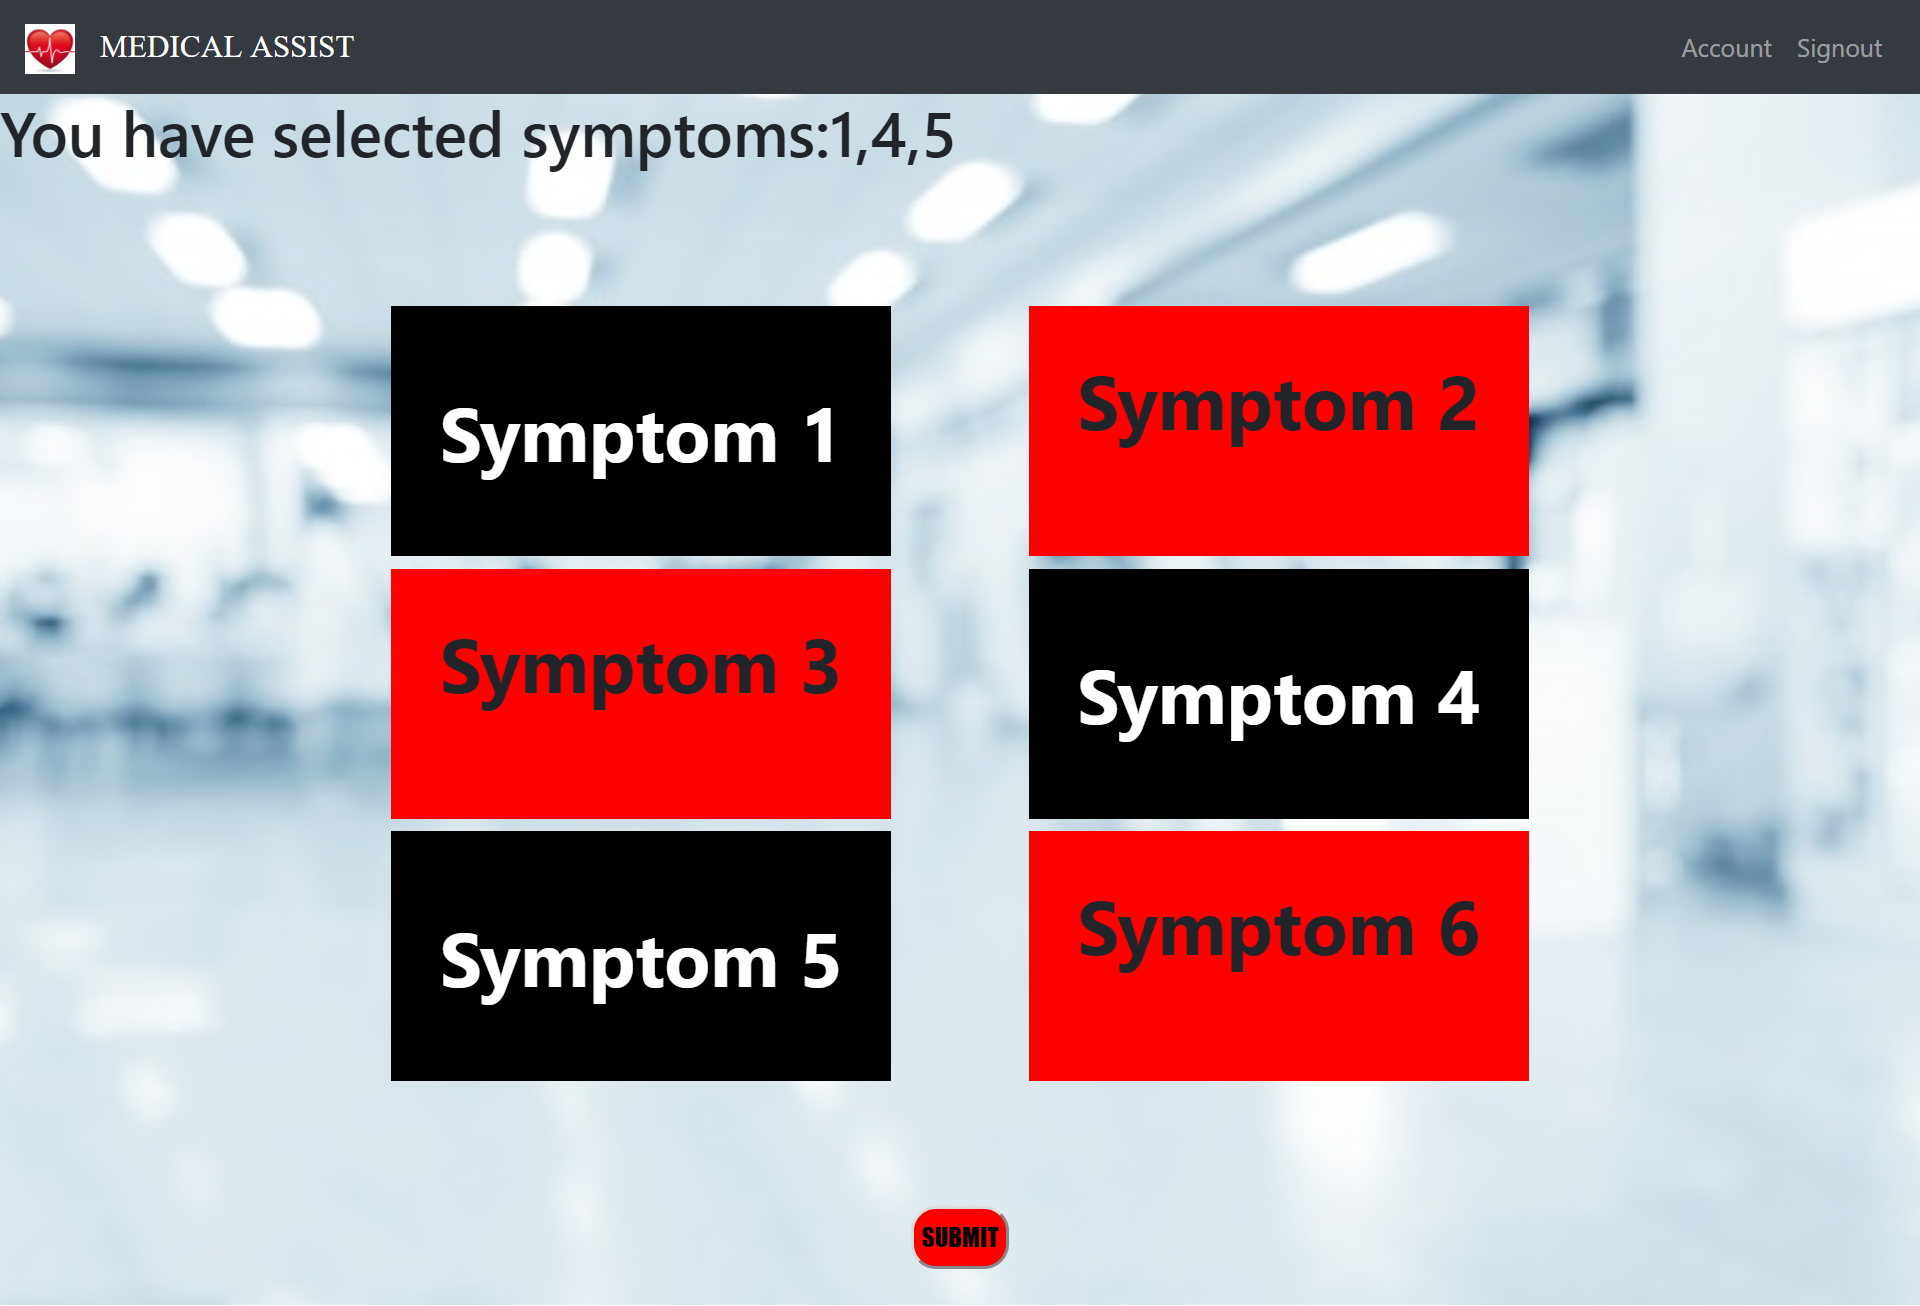 MEDICAL ASSIST
Account Signout
You have selected symptoms:1,4,5
Symptom 1
Symptom 2
Symptom 3
Symptom 4
Symptom 5
Symptom 6
SUBMIT